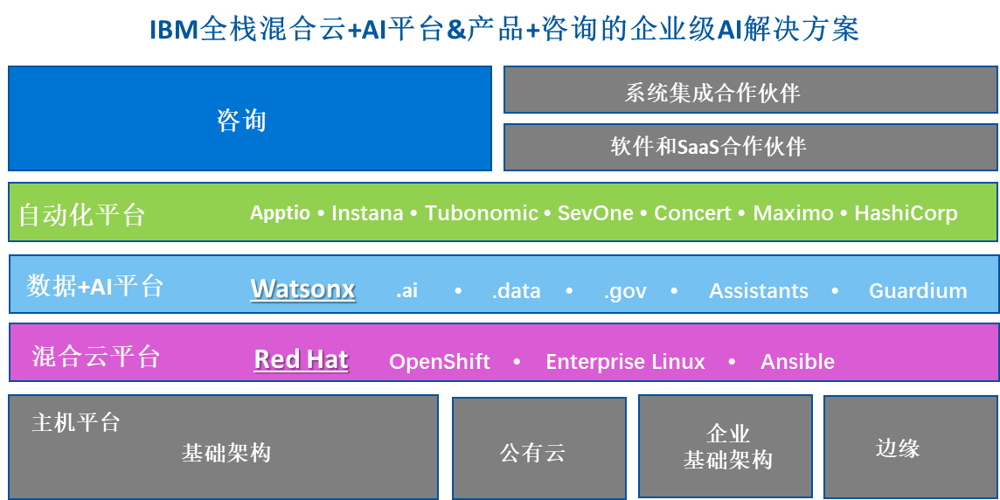 IBM全栈混合云+AI平台&产品+咨询的企业级AI解决方案
咨询
系统集成合作伙伴
软件和SaaS合作伙伴
自动化平台 Apptio • Instana • Tubonomic • SevOne • Concert • Maximo • HashiCorp
数据+AI平台 Watsonx .ai • .data • .gov • Assistants • Guardium
混合云平台 Red Hat OpenShift • Enterprise Linux • Ansible
主机平台
基础架构
公有云
企业
基础架构
边缘